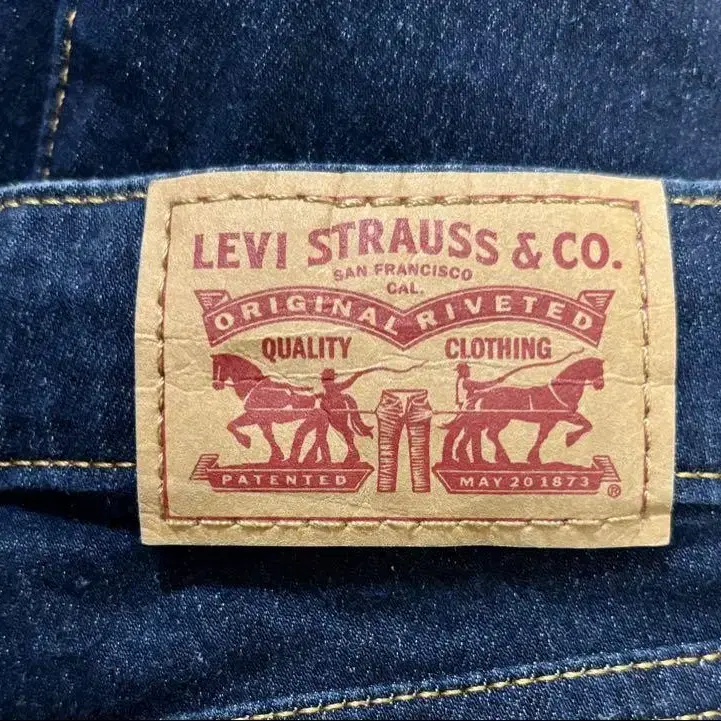 LEVI STRAUSS & CO.
SAN FRANCISCO
CAL.
ORIGINAL RIVETED
QUALITY CLOTHING
PATENTED MAY 20 1873 ®